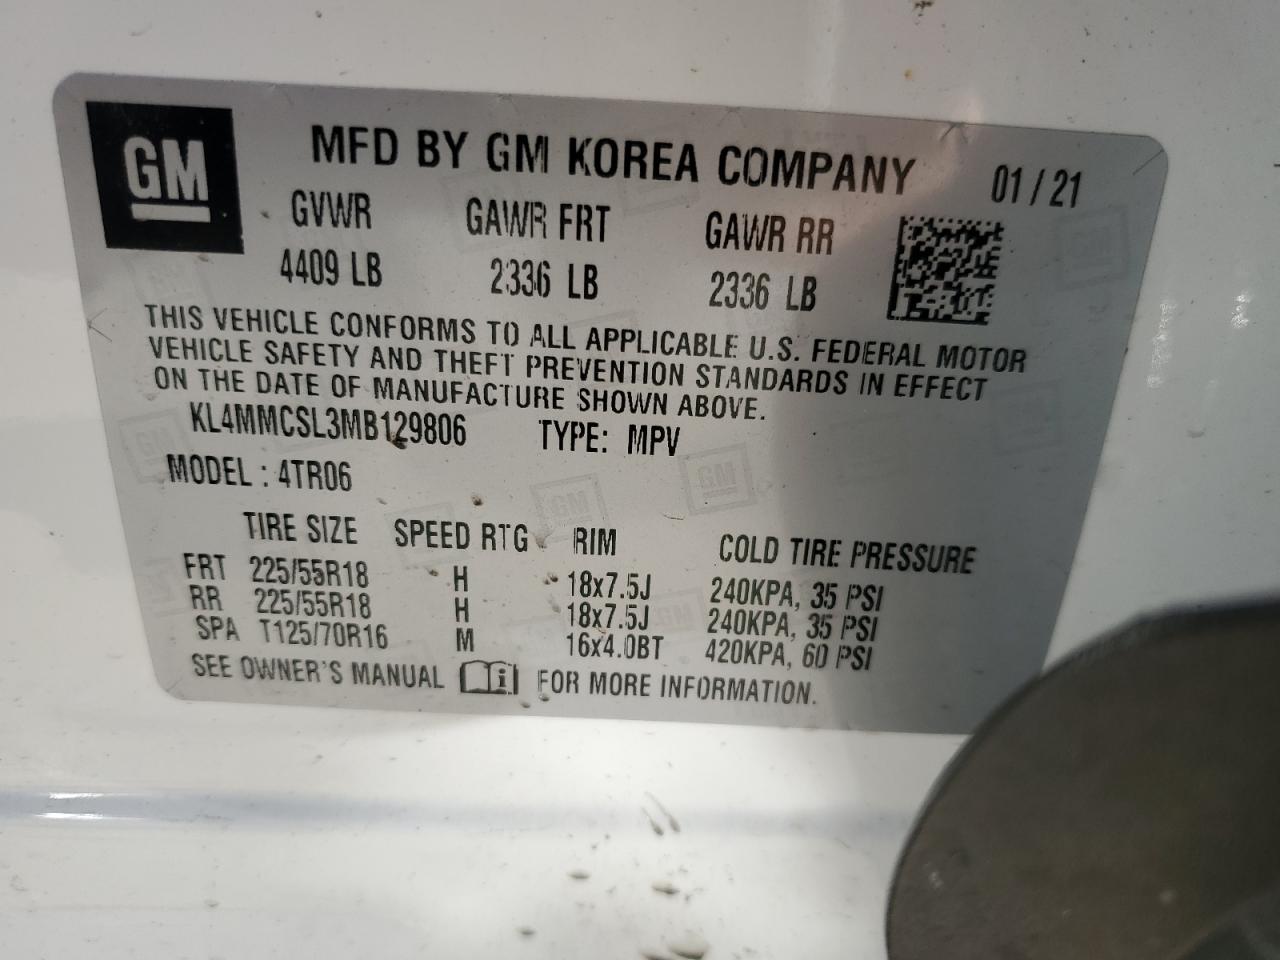 GM
MFD BY GM KOREA COMPANY 01/21
GVWR GAWR FRT GAWR RR
4409 LB 2336 LB 2336 LB
THIS VEHICLE CONFORMS TO ALL APPLICABLE U.S. FEDERAL MOTOR
VEHICLE SAFETY AND THEFT PREVENTION STANDARDS IN EFFECT
ON THE DATE OF MANUFACTURE SHOWN ABOVE.
KL4MMCSL3MB129806 TYPE: MPV
MODEL : 4TR06
TIRE SIZE SPEED RTG RIM COLD TIRE PRESSURE
FRT 225/55R18 H 18x7.5J 240KPA, 35 PSI
RR 225/55R18 H 18x7.5J 240KPA, 35 PSI
SPA T125/70R16 M 16x4.0BT 420KPA, 60 PSI
SEE OWNER'S MANUAL i FOR MORE INFORMATION.